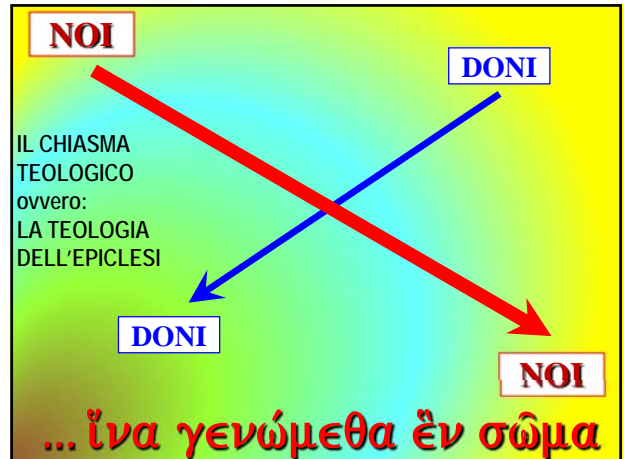 NOI
DONI
IL CHIASMA
TEOLOGICO
ovvero:
LA TEOLOGIA
DELL'EPICLESI
DONI
NOI
... ἵνα γενώμεθα ἓν σῶμα